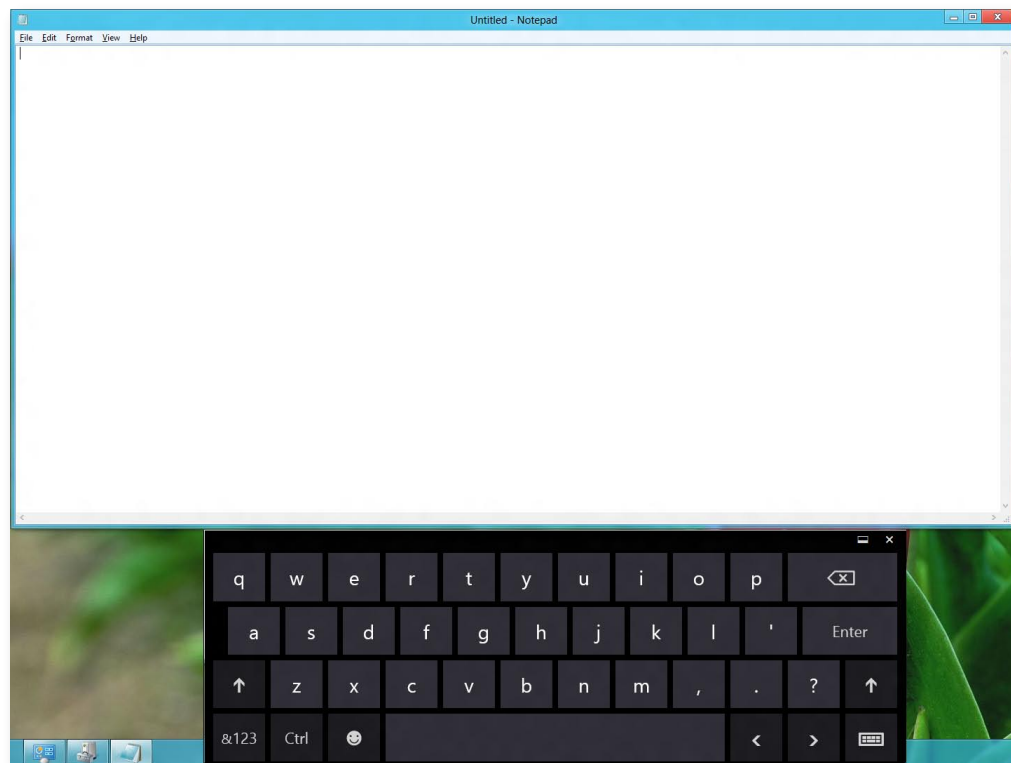 Untitled - Notepad
File Edit Format View Help
q w e r t y u i o p
a s d f g h j k l ' Enter
z x c v b n m , . ?
&123 Ctrl < >